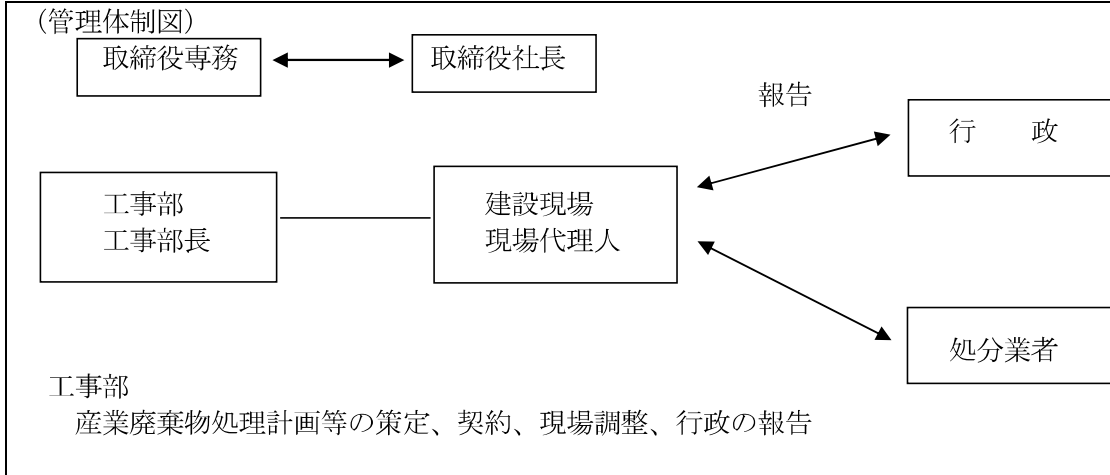 (管理体制図)
取締役専務
取締役社長
報告
行　　政
工事部
工事部長
建設現場
現場代理人
処分業者
工事部
産業廃棄物処理計画等の策定、契約、現場調整、行政の報告